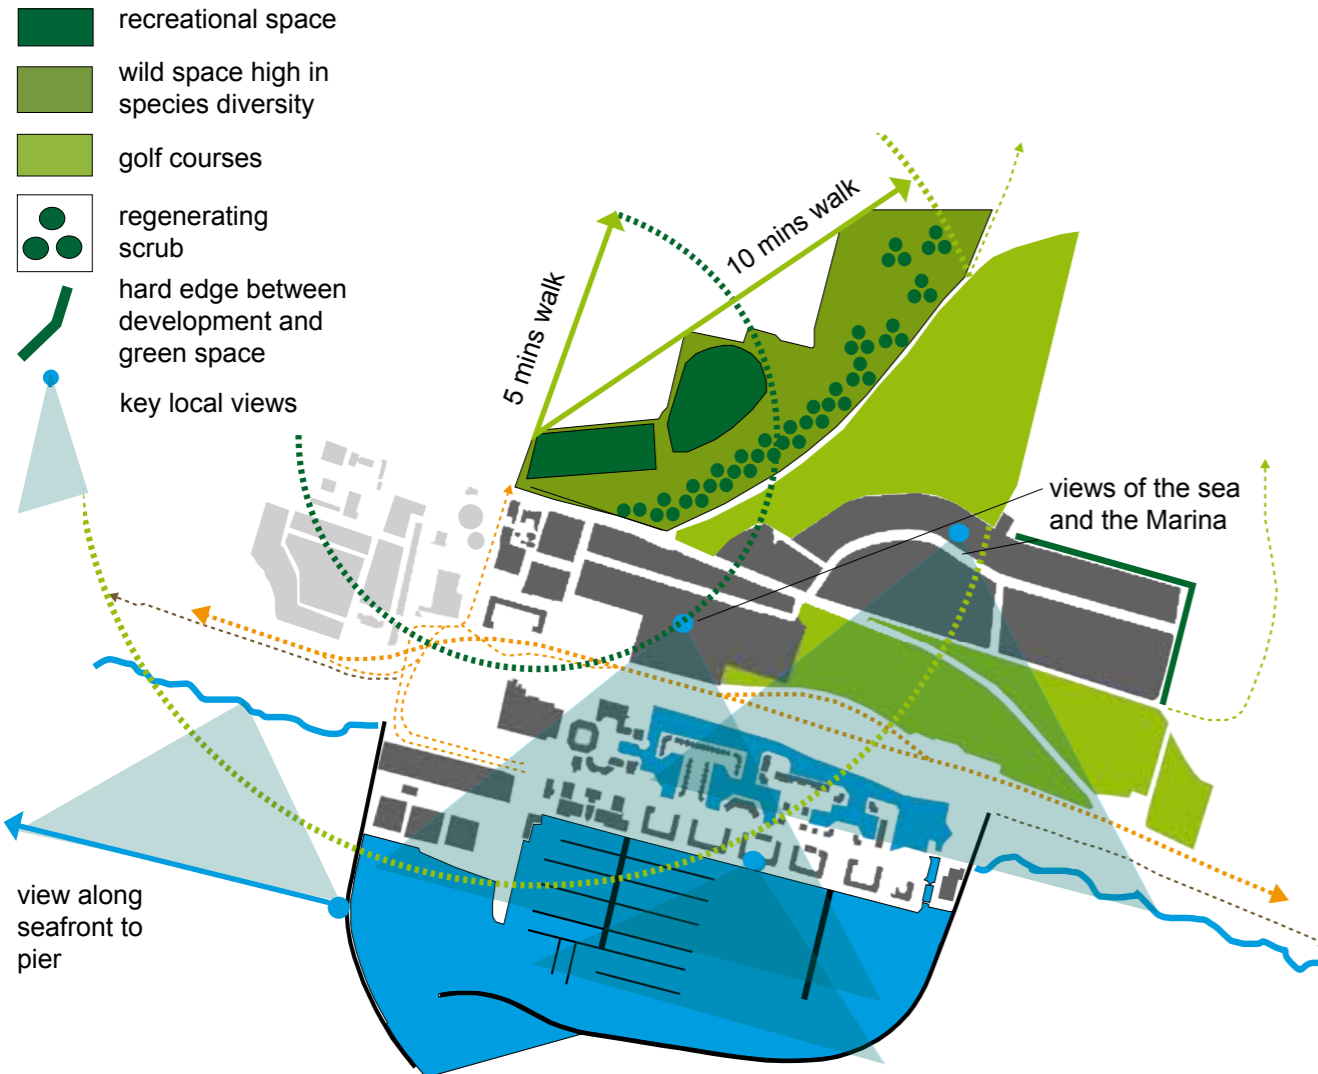 recreational space
wild space high in
species diversity
golf courses
regenerating
scrub
hard edge between
development and
green space
key local views
5 mins walk
10 mins walk
views of the sea
and the Marina
view along
seafront to
pier